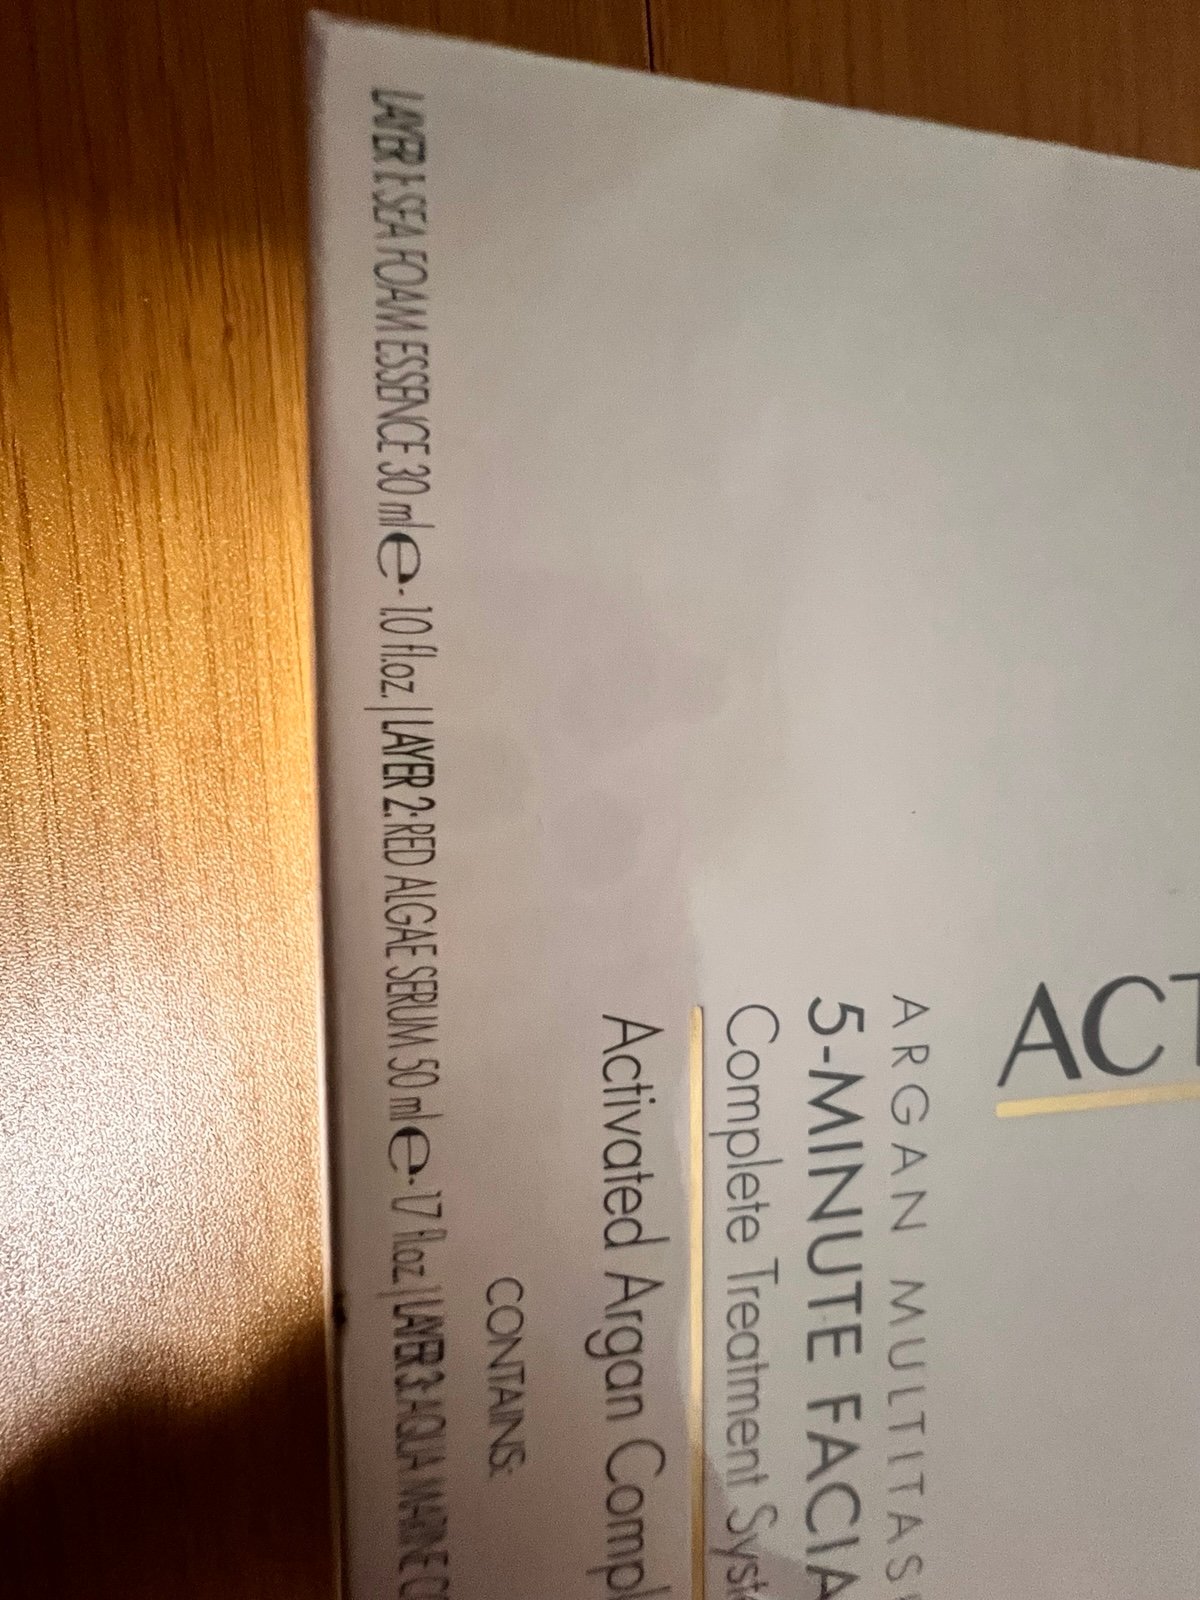 ACT
ARGAN MULTITAS
5-MINUTE FACIA
Complete Treatment Syst
Activated Argan Compl
CONTAINS:
LAYER 1: SEA FOAM ESSENCE 30 ml e - 1.0 fl.oz. | LAYER 2: RED ALGAE SERUM 50 ml e - 1.7 fl.oz. | LAYER 3: AQUA MARINE